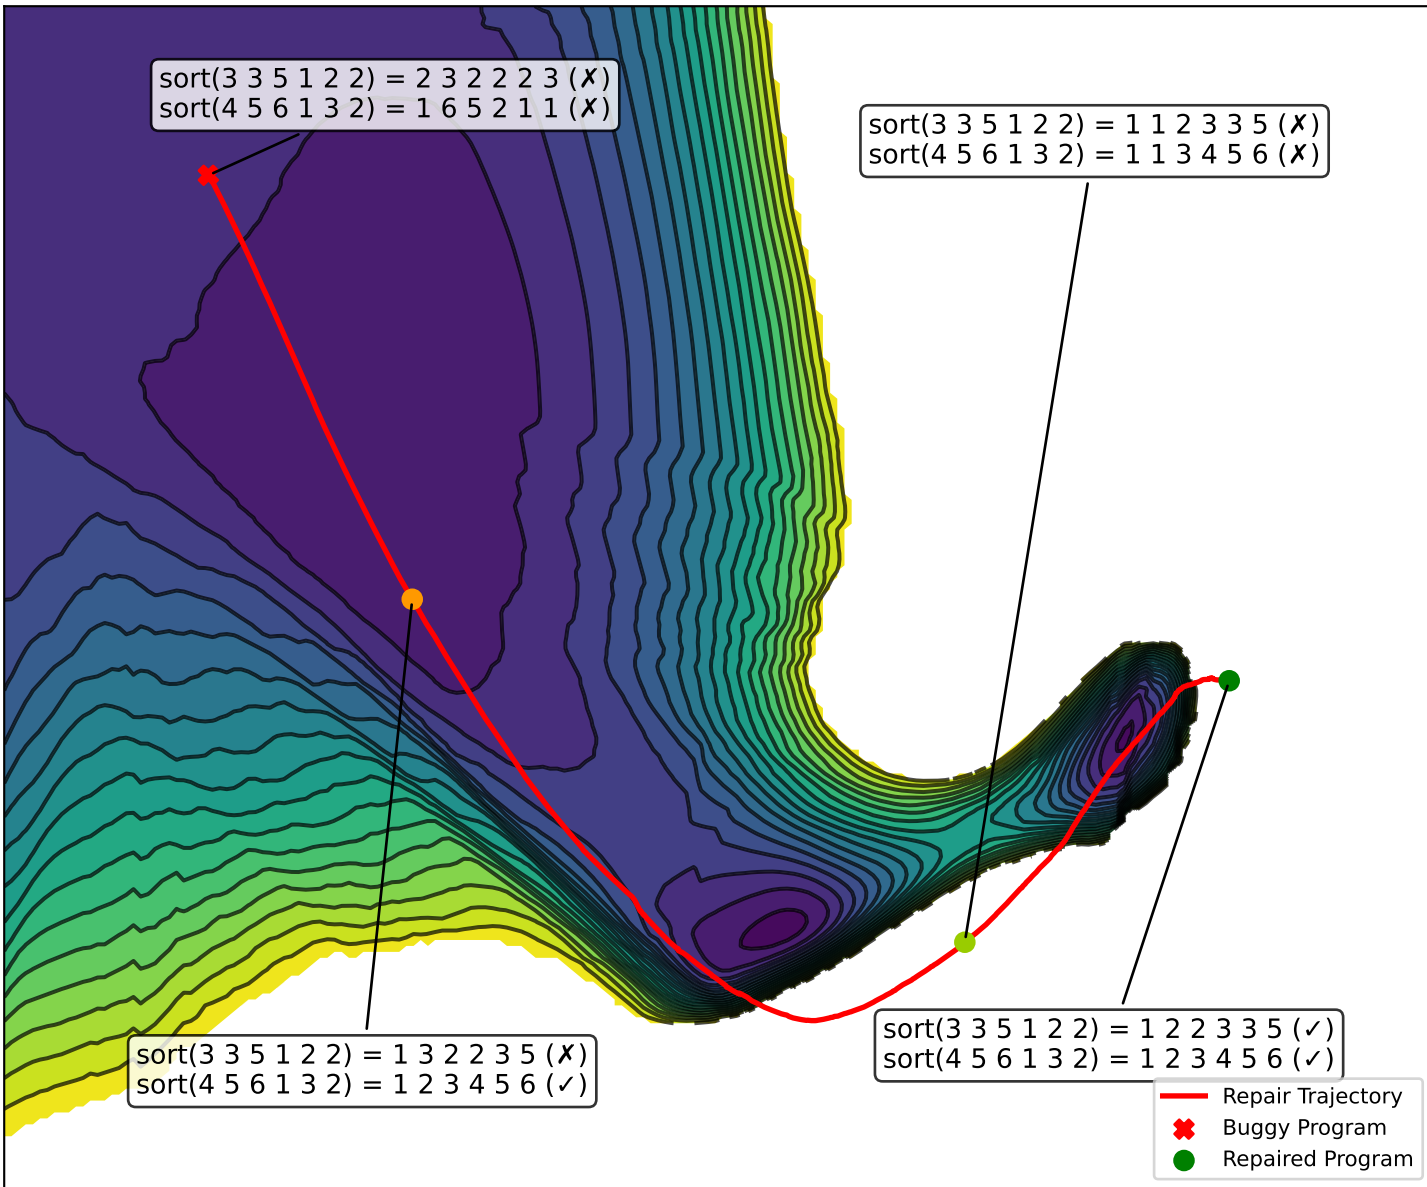 sort(3 3 5 1 2 2) = 2 3 2 2 2 3 (✗)
sort(4 5 6 1 3 2) = 1 6 5 2 1 1 (✗)
sort(3 3 5 1 2 2) = 1 1 2 3 3 5 (✗)
sort(4 5 6 1 3 2) = 1 1 3 4 5 6 (✗)
sort(3 3 5 1 2 2) = 1 3 2 2 3 5 (✗)
sort(4 5 6 1 3 2) = 1 2 3 4 5 6 (✓)
sort(3 3 5 1 2 2) = 1 2 2 3 3 5 (✓)
sort(4 5 6 1 3 2) = 1 2 3 4 5 6 (✓)
Repair Trajectory
Buggy Program
Repaired Program